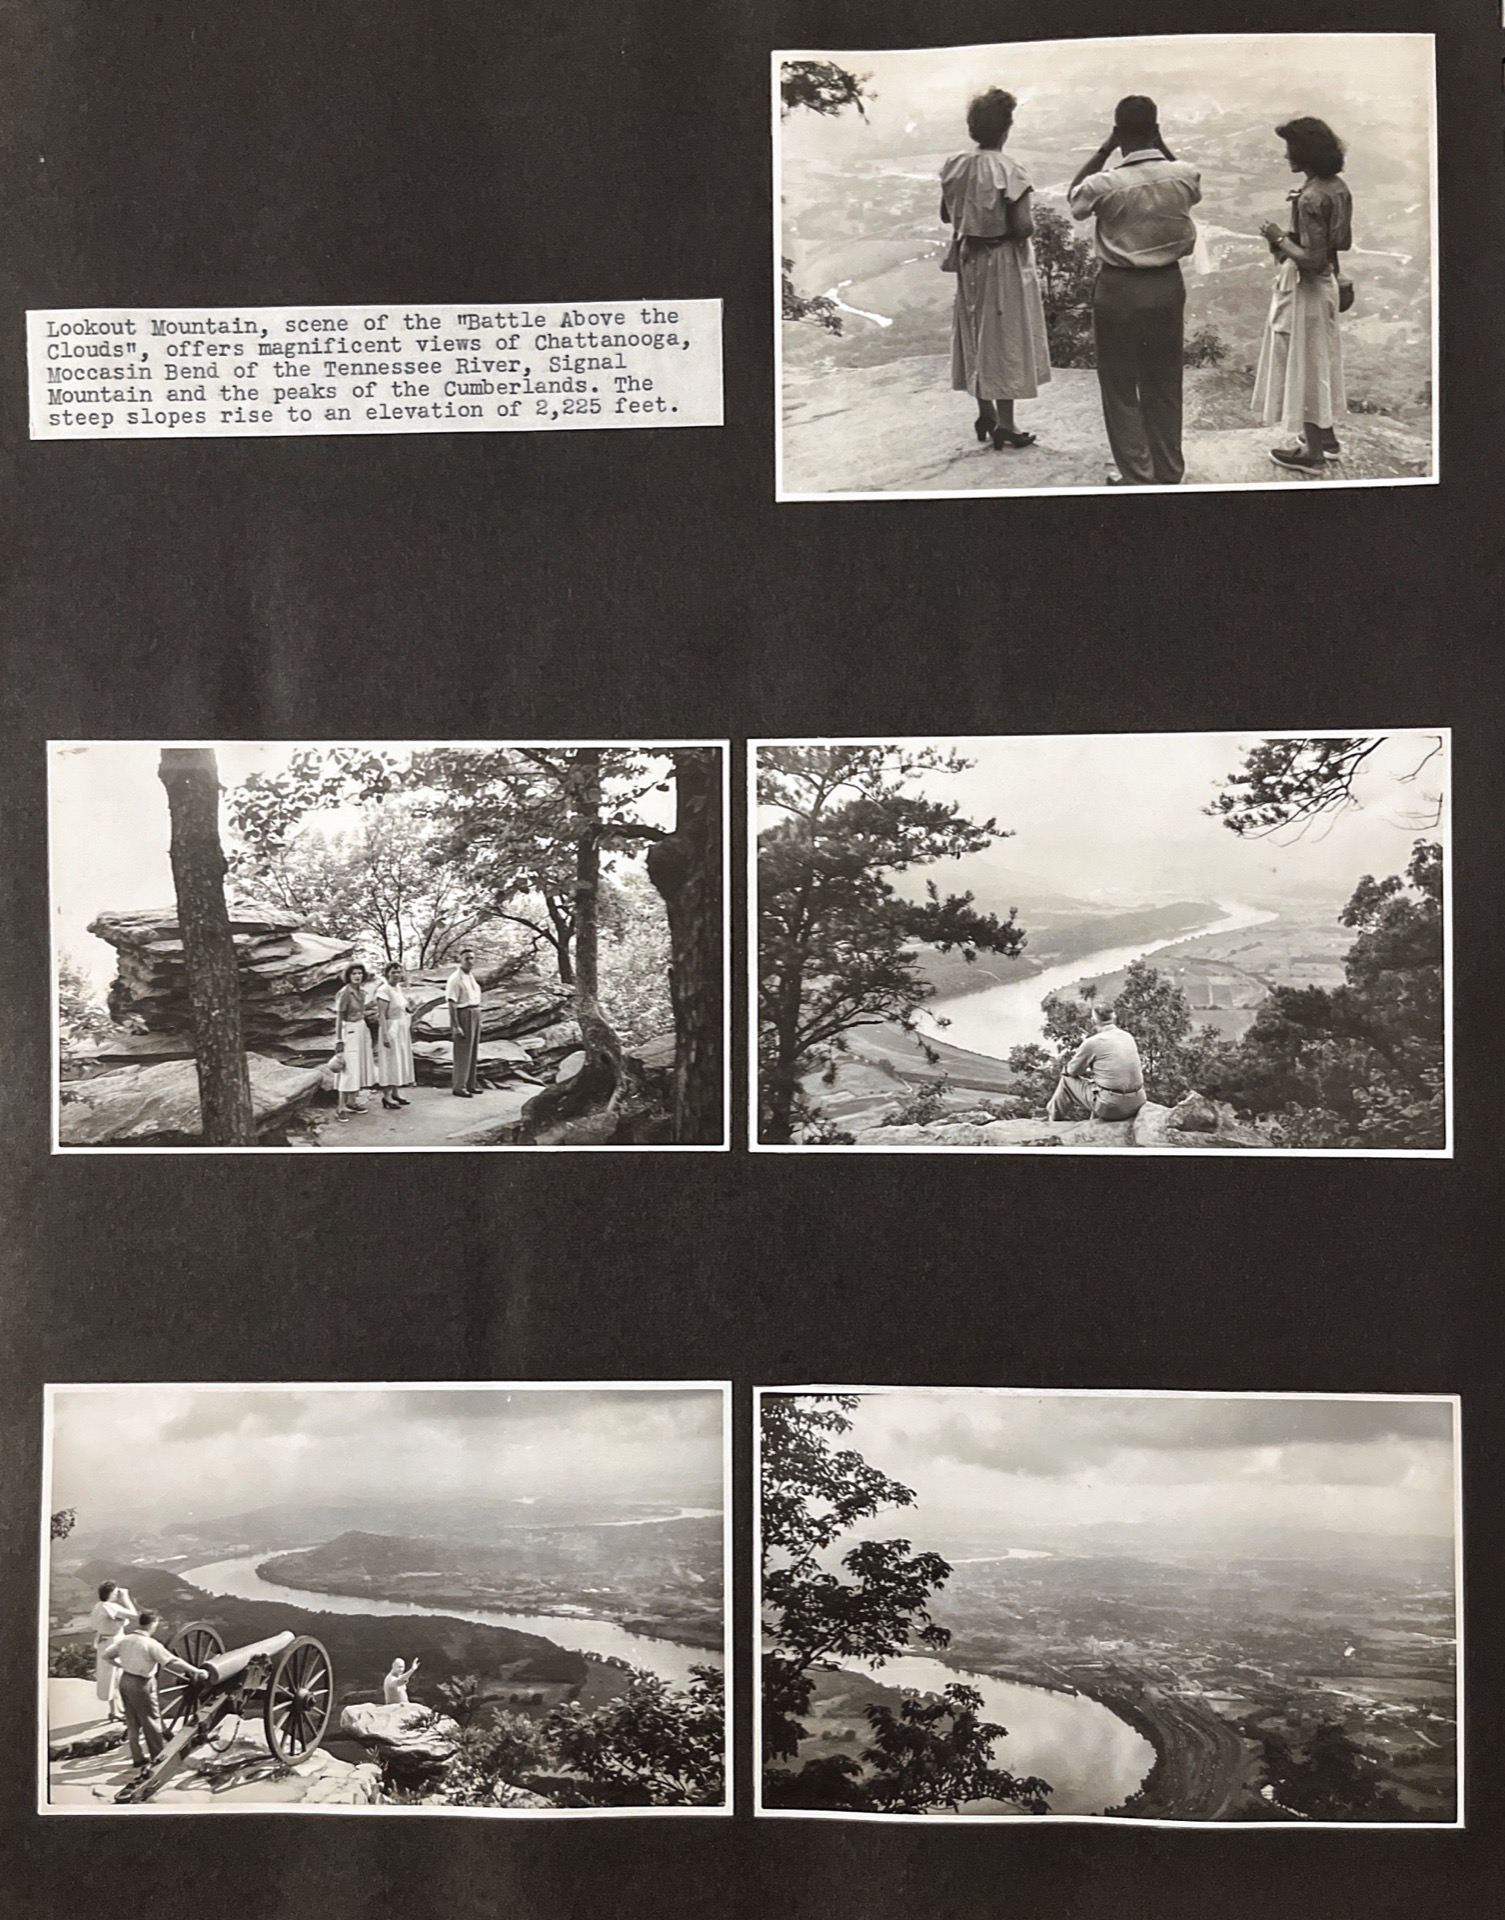 Lookout Mountain, scene of the "Battle Above the
Clouds", offers magnificent views of Chattanooga,
Moccasin Bend of the Tennessee River, Signal
Mountain and the peaks of the Cumberlands. The
steep slopes rise to an elevation of 2,225 feet.